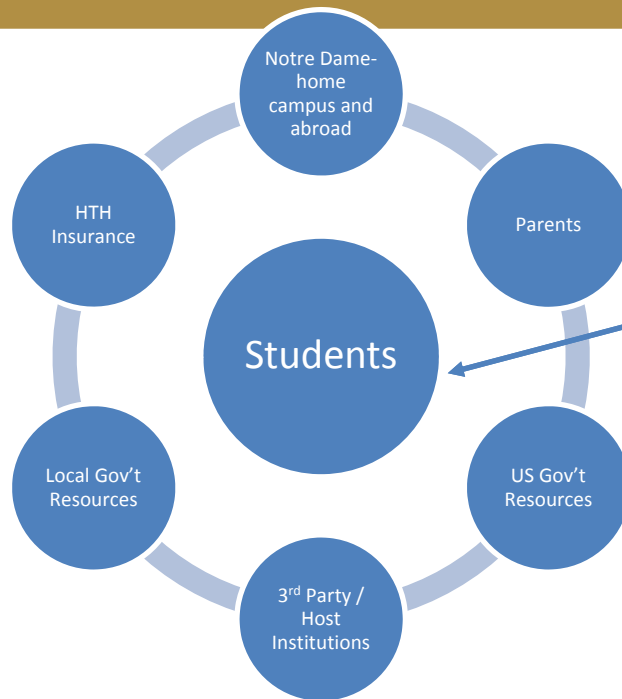 Notre Dame-
home
campus and
abroad
HTH
Insurance
Parents
Students
Local Gov’t
Resources
US Gov’t
Resources
3rd Party /
Host
Institutions